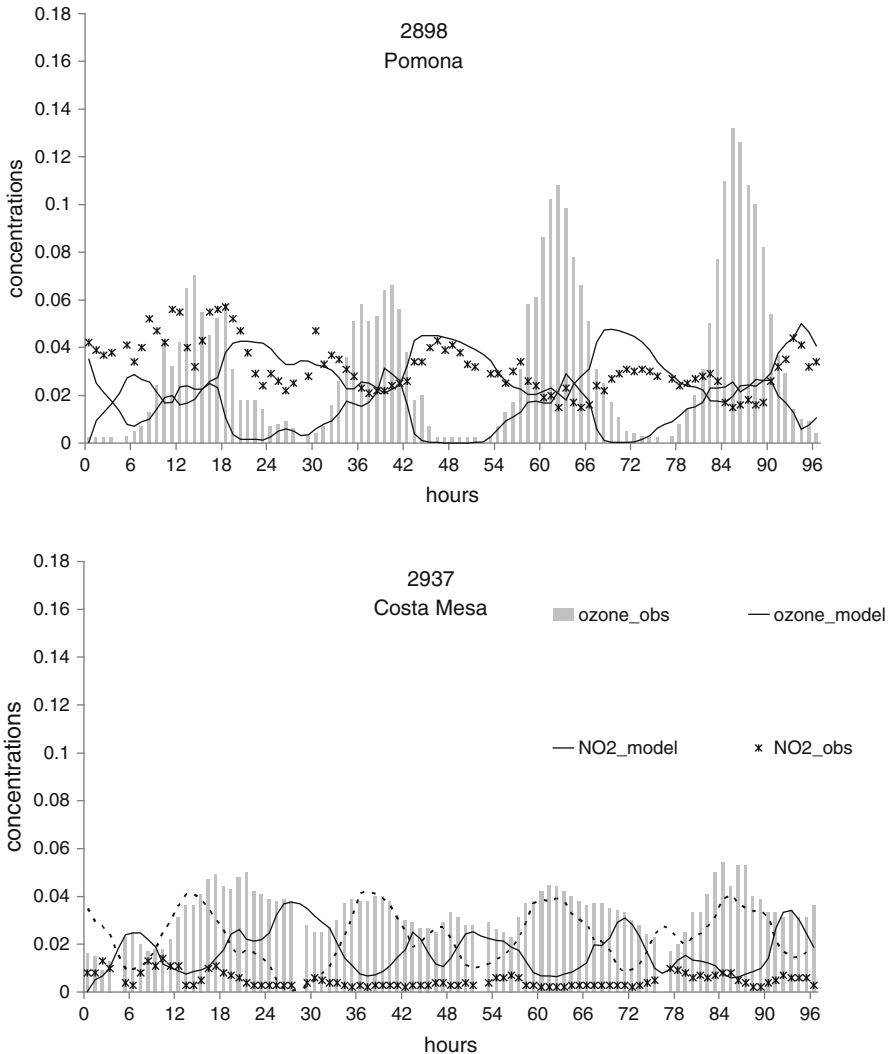 2898
Pomona
concentrations
0.18
0.16
0.14
0.12
0.1
0.08
0.06
0.04
0.02
0
0 6 12 18 24 30 36 42 48 54 60 66 72 78 84 90 96
hours
2937
Costa Mesa
ozone_obs ozone_model
NO2_model NO2_obs
concentrations
0.18
0.16
0.14
0.12
0.1
0.08
0.06
0.04
0.02
0
0 6 12 18 24 30 36 42 48 54 60 66 72 78 84 90 96
hours